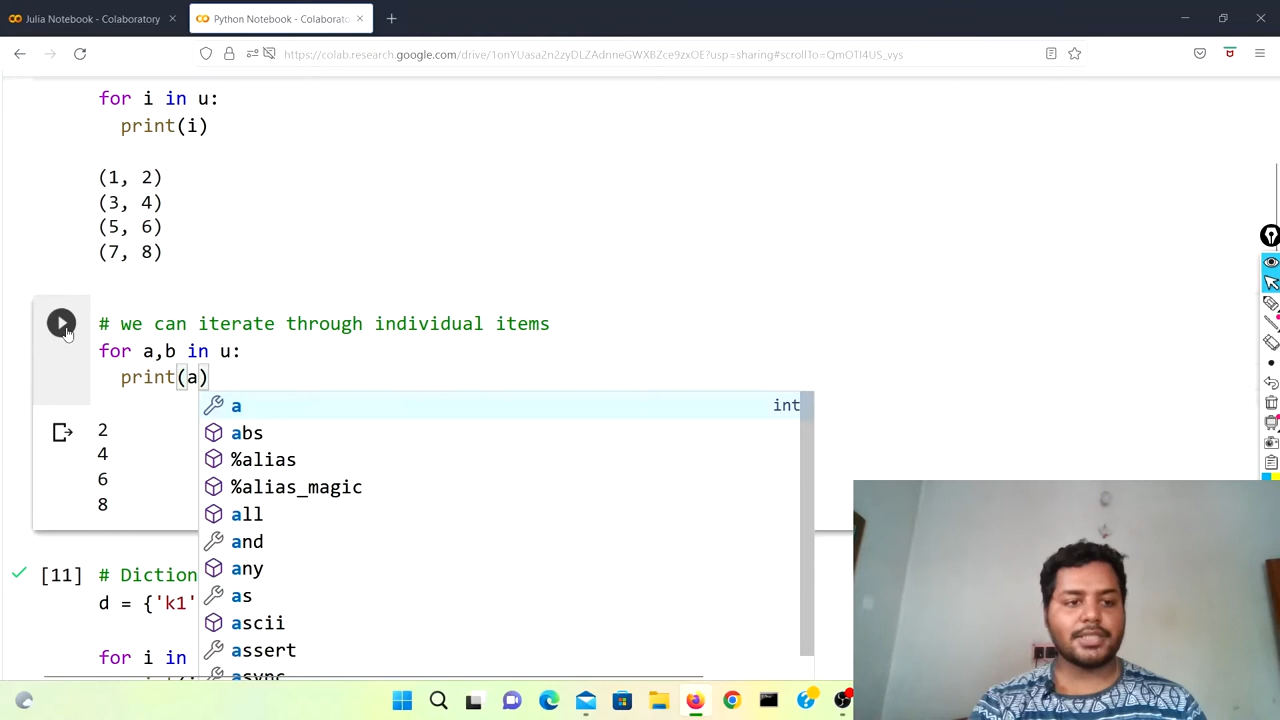 Julia Notebook - Colaboratory
Python Notebook - Colaborato
https://colab.research.google.com/drive/1onYUasa2n2zyDLZAdnneGWXBZce9zxOE?usp=sharing#scrollTo=QmOTI4US_vys
for i in u:
print(i)
(1, 2)
(3, 4)
(5, 6)
(7, 8)
# we can iterate through individual items
for a,b in u:
print(a)
a int
abs
%alias
%alias_magic
all
and
any
as
ascii
assert
async
2
4
6
8
[11] # Diction
d = {'k1'
for i in